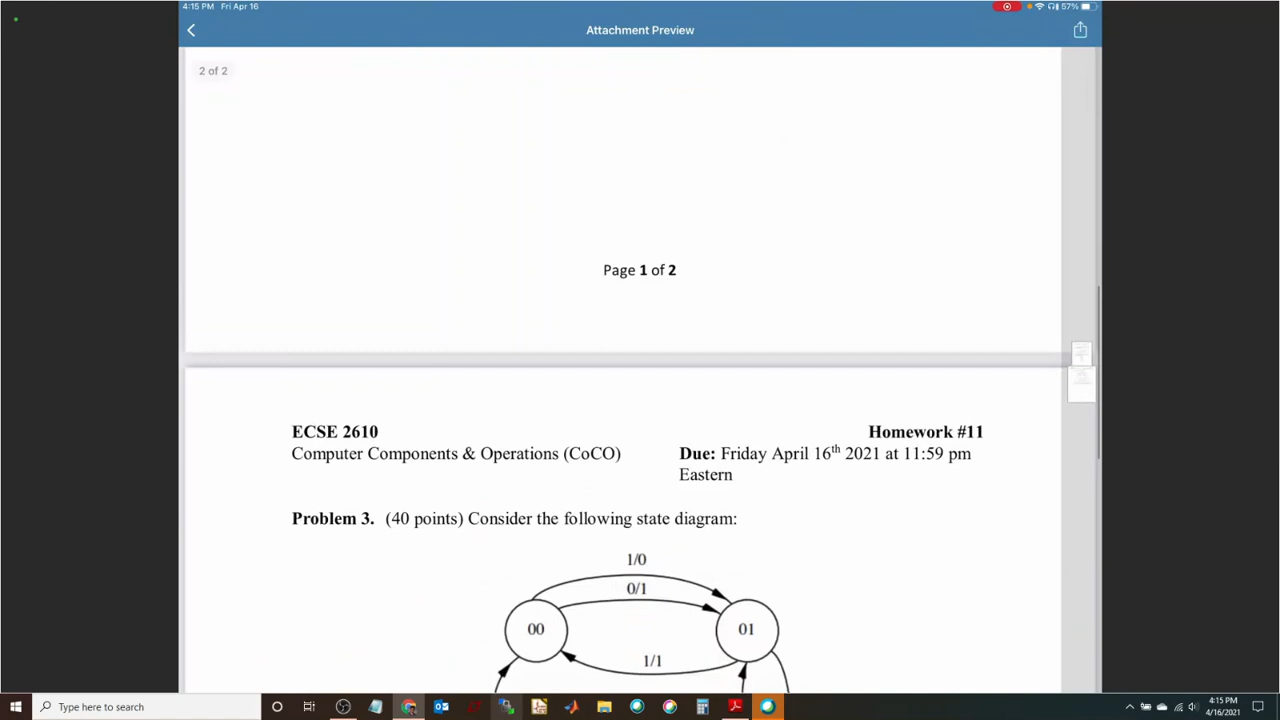 4:15 PM Fri Apr 16
57%
Attachment Preview
2 of 2
Page 1 of 2
ECSE 2610
Homework #11
Computer Components & Operations (CoCO)
Due: Friday April 16th 2021 at 11:59 pm
Eastern
Problem 3. (40 points) Consider the following state diagram:
1/0
0/1
00
01
1/1
Type here to search
4:15 PM
4/16/2021